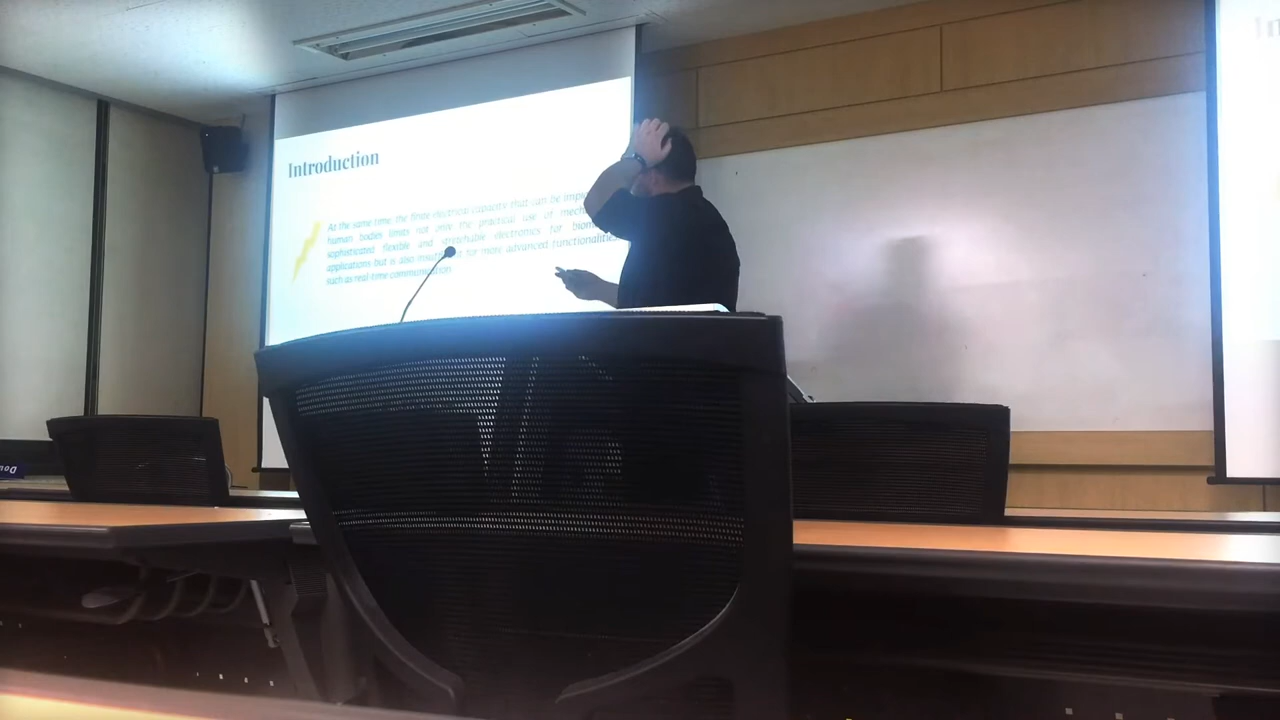 Introduction
At the same time, the finite electrical capacity that can be
human bodies limits not only the practical use of
sophisticated flexible and stretchable electronics for
applications but is also for more advanced functionalities
such as real-time communication